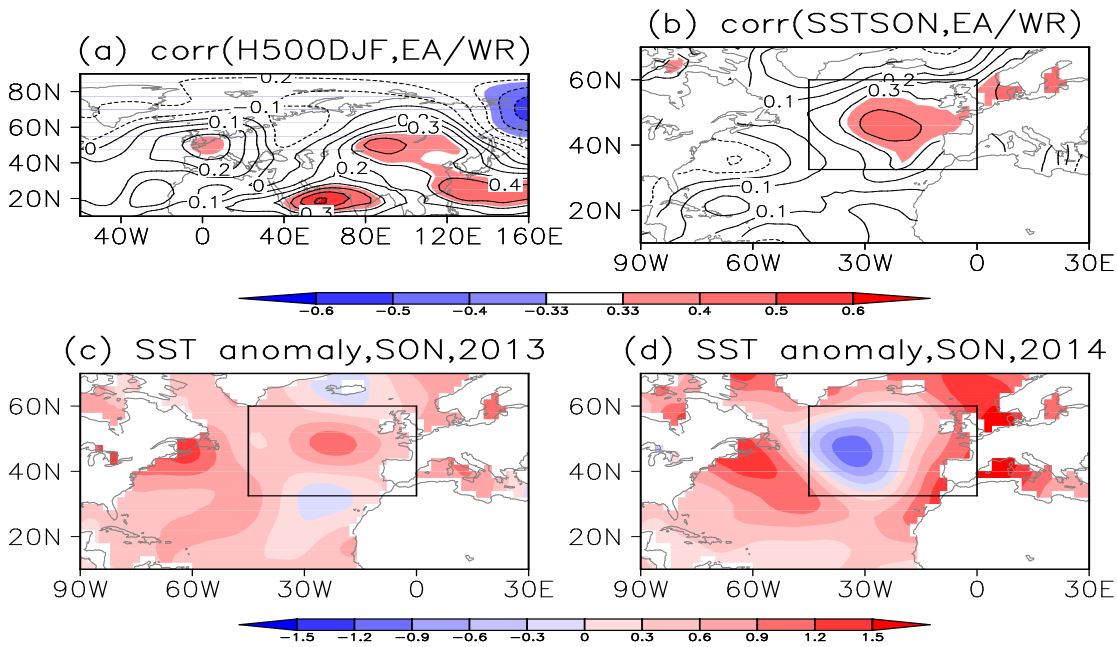 (a) corr(H500DJF,EA/WR)
(b) corr(SSTSON,EA/WR)
80N
60N
40N
20N
0.2
0.1
0.1
0.2
0.3
0
0.2
0
0.2
0.4
0.1
0.3
40W 0 40E 80E 120E 160E
60N
40N
20N
0.2
0.3
0.1
0.1
0.1
90W 60W 30W 0 30E
-0.6 -0.5 -0.4 -0.33 0.33 0.4 0.5 0.6
(c) SST anomaly,SON,2013
(d) SST anomaly,SON,2014
60N
40N
20N
90W 60W 30W 0 30E
60N
40N
20N
90W 60W 30W 0 30E
-1.5 -1.2 -0.9 -0.6 -0.3 0 0.3 0.6 0.9 1.2 1.5